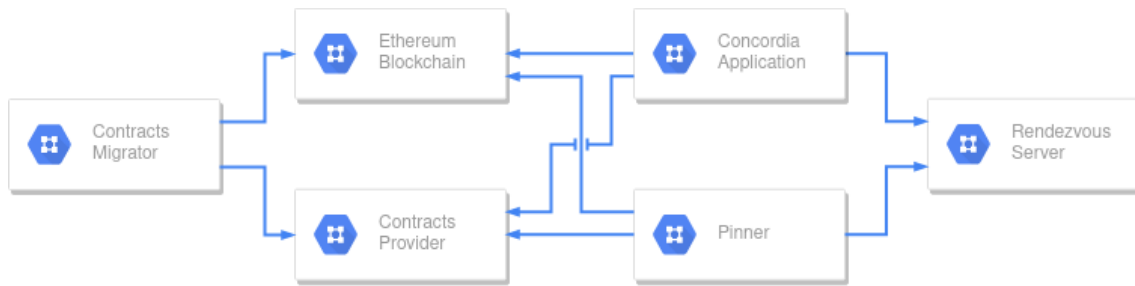 Ethereum
Blockchain
Concordia
Application
Contracts
Migrator
Rendezvous
Server
Contracts
Provider
Pinner